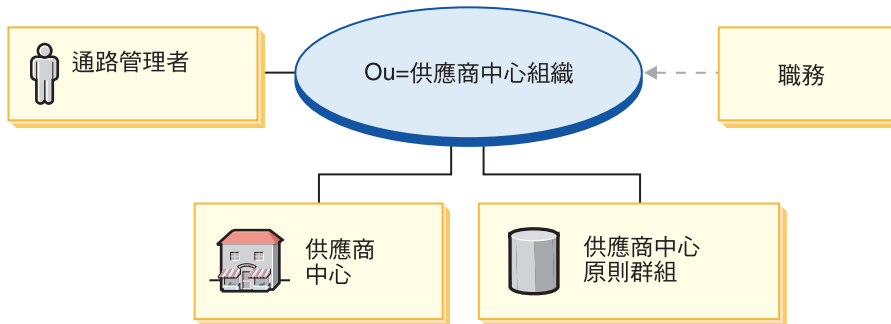 通路管理者
Ou=供應商中心組織
職務
供應商
中心
供應商中心
原則群組